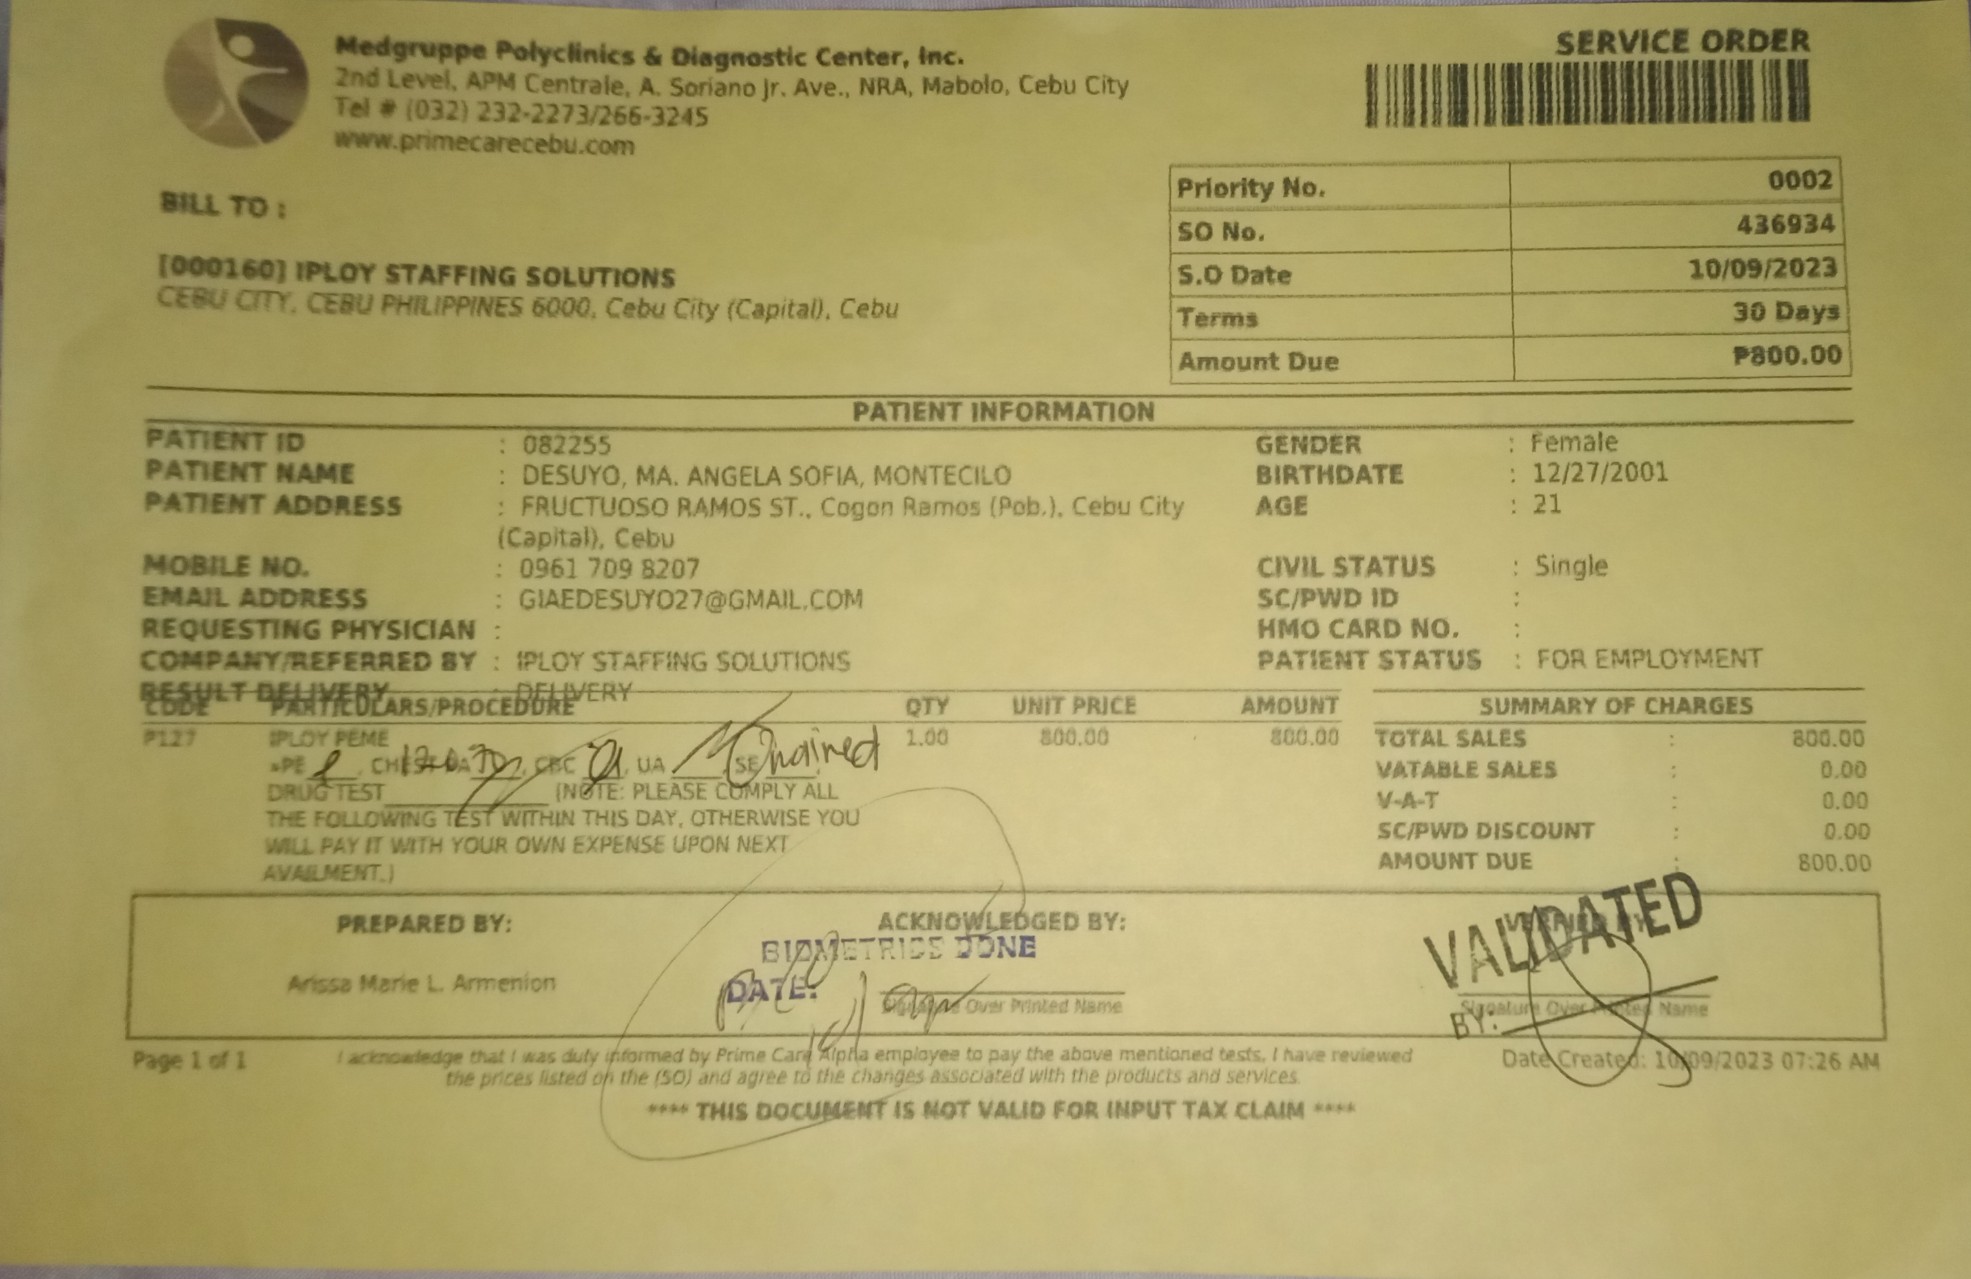 Medgruppe Polyclinics & Diagnostic Center, Inc.
2nd Level, APM Centrale, A. Soriano Jr. Ave., NRA, Mabolo, Cebu City
Tel # (032) 232-2273/266-3245
www.primecarecebu.com
SERVICE ORDER
BILL TO :
[000160] IPLOY STAFFING SOLUTIONS
CEBU CITY, CEBU PHILIPPINES 6000, Cebu City (Capital), Cebu
Priority No. 0002
SO No. 436934
S.O Date 10/09/2023
Terms 30 Days
Amount Due ₱800.00
PATIENT INFORMATION
PATIENT ID : 082255
PATIENT NAME : DESUYO, MA. ANGELA SOFIA, MONTECILO
PATIENT ADDRESS : FRUCTUOSO RAMOS ST., Cogon Ramos (Pob.), Cebu City
(Capital), Cebu
MOBILE NO. : 0961 709 8207
EMAIL ADDRESS : GIAEDESUYO27@GMAIL.COM
REQUESTING PHYSICIAN :
COMPANY/REFERRED BY : IPLOY STAFFING SOLUTIONS
RESULT DELIVERY : DELIVERY
GENDER : Female
BIRTHDATE : 12/27/2001
AGE : 21
CIVIL STATUS : Single
SC/PWD ID :
HMO CARD NO. :
PATIENT STATUS : FOR EMPLOYMENT
CODE PARTICULARS/PROCEDURE QTY UNIT PRICE AMOUNT
P127 IPLOY PEME 1.00 800.00 800.00
*PE , CHEST PA , CBC , UA , SE
DRUG TEST (NOTE: PLEASE COMPLY ALL
THE FOLLOWING TEST WITHIN THIS DAY, OTHERWISE YOU
WILL PAY IT WITH YOUR OWN EXPENSE UPON NEXT
AVAILMENT.)
SUMMARY OF CHARGES
TOTAL SALES : 800.00
VATABLE SALES : 0.00
V-A-T : 0.00
SC/PWD DISCOUNT : 0.00
AMOUNT DUE : 800.00
PREPARED BY:
Arissa Marie L. Armenion
ACKNOWLEDGED BY:
BIOMETRICS DONE
DATE:
Signature Over Printed Name
VERIFIED BY:
VALIDATED
Signature Over Printed Name
BY:
Page 1 of 1
I acknowledge that I was duly informed by Prime Care Alpha employee to pay the above mentioned tests, I have reviewed
the prices listed on the (SO) and agree to the changes associated with the products and services.
Date Created: 10/09/2023 07:26 AM
**** THIS DOCUMENT IS NOT VALID FOR INPUT TAX CLAIM ****